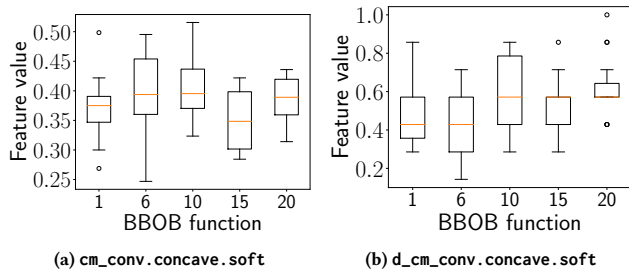 Feature value
0.50
0.45
0.40
0.35
0.30
0.25
1 6 10 15 20
BBOB function
(a) cm_conv.concave.soft
Feature value
1.0
0.8
0.6
0.4
0.2
1 6 10 15 20
BBOB function
(b) d_cm_conv.concave.soft